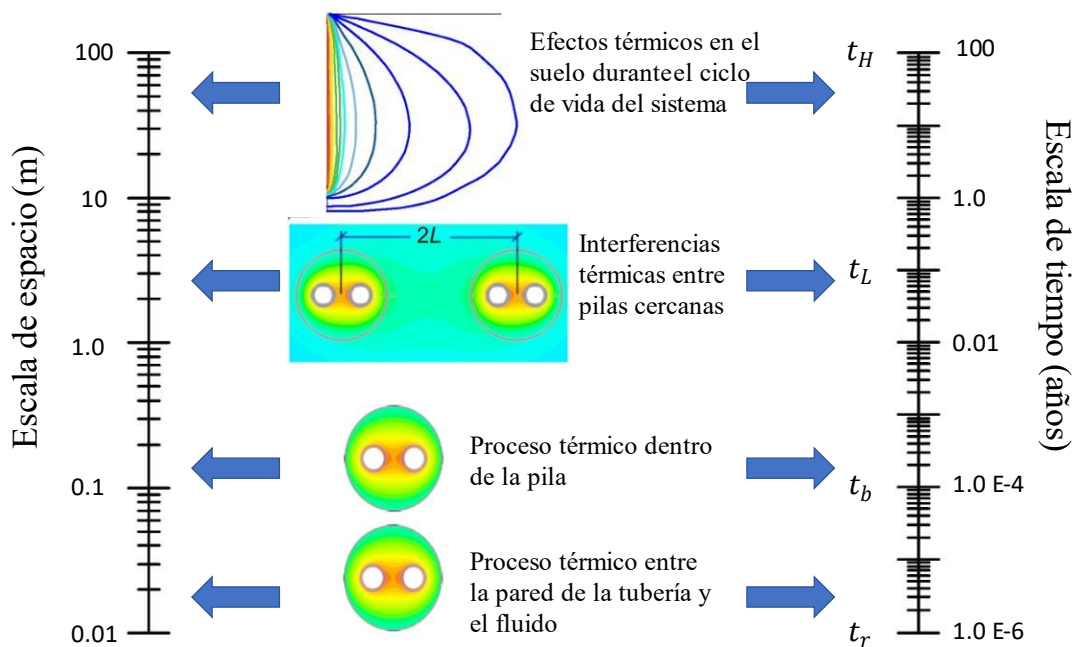 Escala de espacio (m)
100
10
1.0
0.1
0.01
Efectos térmicos en el
suelo duranteel ciclo
de vida del sistema
2L
Interferencias
térmicas entre
pilas cercanas
Proceso térmico dentro
de la pila
Proceso térmico entre
la pared de la tubería y
el fluido
t_H
t_L
t_b
t_r
100
1.0
0.01
1.0 E-4
1.0 E-6
Escala de tiempo (años)